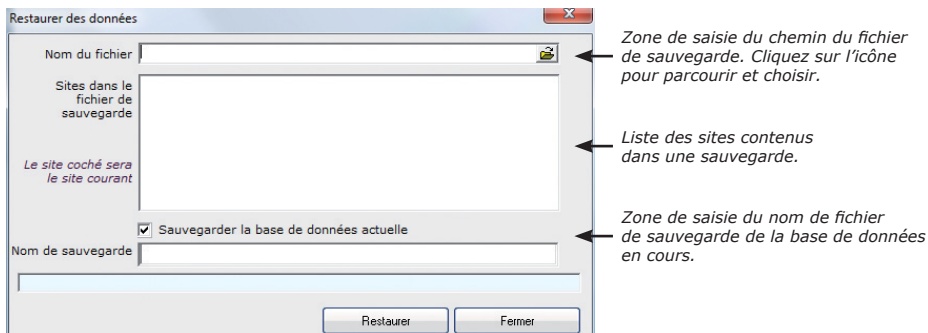 Restaurer des données
Nom du fichier
Zone de saisie du chemin du fichier
de sauvegarde. Cliquez sur l'icône
pour parcourir et choisir.
Sites dans le
fichier de
sauvegarde
Le site coché sera
le site courant
Liste des sites contenus
dans une sauvegarde.
Sauvegarder la base de données actuelle
Nom de sauvegarde
Zone de saisie du nom de fichier
de sauvegarde de la base de données
en cours.
Restaurer
Fermer